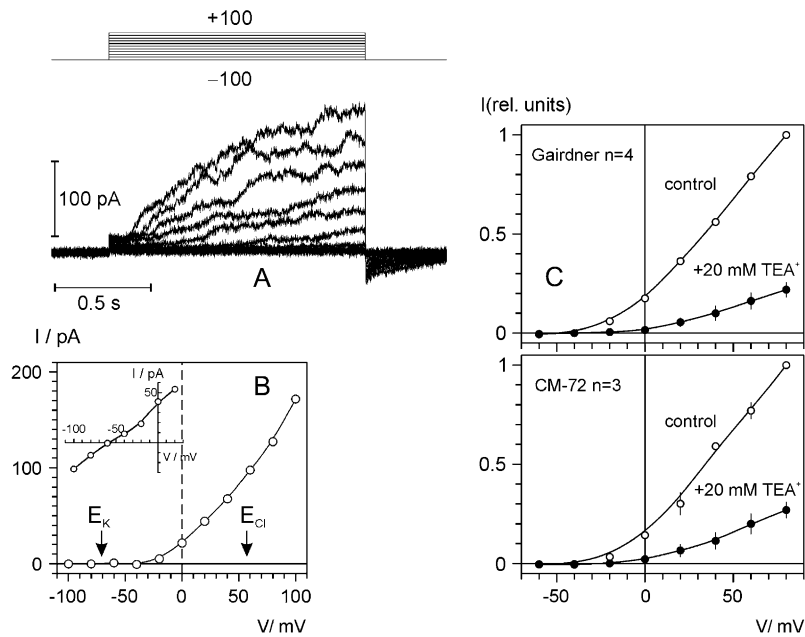 +100
−100
100 pA
0.5 s
A
I / pA
200
100
0
-100
-50
0
50
100
V/ mV
B
I / pA
50
-100
-50
V/ mV
E_K
E_Cl
I(rel. units)
1
0.5
0
Gairdner n=4
control
C
+20 mM TEA⁺
1
0.5
0
CM-72 n=3
control
+20 mM TEA⁺
-50
0
50
V/ mV